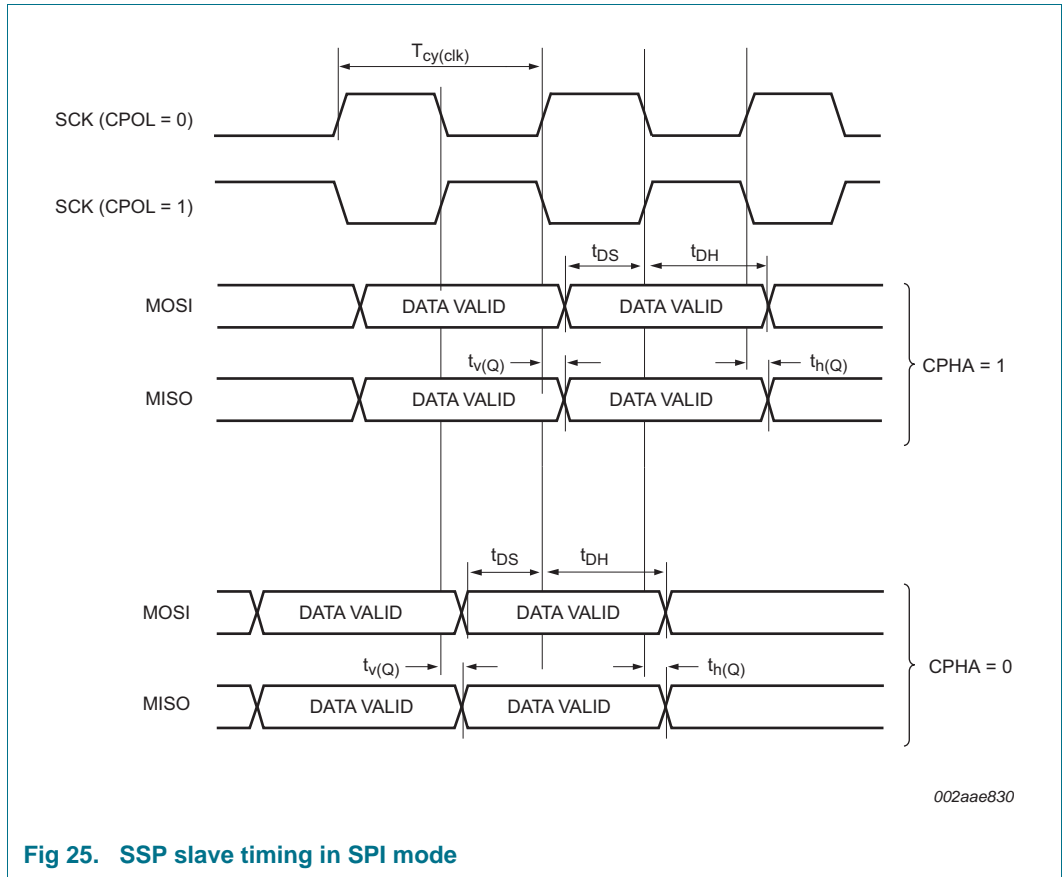 Tcy(clk)
SCK (CPOL = 0)
SCK (CPOL = 1)
tDS tDH
MOSI DATA VALID DATA VALID
tv(Q) th(Q)
MISO DATA VALID DATA VALID
CPHA = 1
tDS tDH
MOSI DATA VALID DATA VALID
tv(Q) th(Q)
MISO DATA VALID DATA VALID
CPHA = 0
002aae830
Fig 25. SSP slave timing in SPI mode